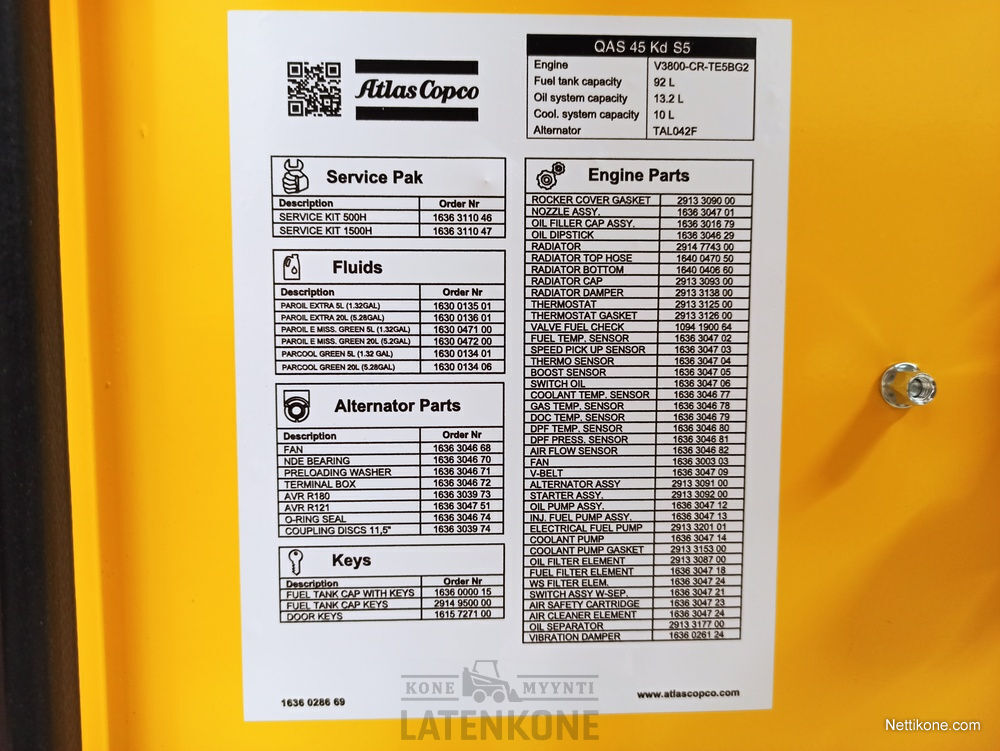 Atlas Copco
QAS 45 Kd S5
Engine V3800-CR-TE5BG2
Fuel tank capacity 92 L
Oil system capacity 13.2 L
Cool. system capacity 10 L
Alternator TAL042F
Service Pak
Description Order Nr
SERVICE KIT 500H 1636 3110 46
SERVICE KIT 1500H 1636 3110 47
Fluids
Description Order Nr
PAROIL EXTRA 5L (1.32GAL) 1630 0135 01
PAROIL EXTRA 20L (5.28GAL) 1630 0136 01
PAROIL E MISS. GREEN 5L (1.32GAL) 1630 0471 00
PAROIL E MISS. GREEN 20L (5.2GAL) 1630 0472 00
PARCOOL GREEN 5L (1.32 GAL) 1630 0134 01
PARCOOL GREEN 20L (5.28GAL) 1630 0134 06
Alternator Parts
Description Order Nr
FAN 1636 3046 68
NDE BEARING 1636 3046 70
PRELOADING WASHER 1636 3046 71
TERMINAL BOX 1636 3046 72
AVR R180 1636 3039 73
AVR R121 1636 3047 51
O-RING SEAL 1636 3046 74
COUPLING DISCS 11,5" 1636 3039 74
Keys
Description Order Nr
FUEL TANK CAP WITH KEYS 1636 0000 15
FUEL TANK CAP KEYS 2914 9500 00
DOOR KEYS 1615 7271 00
Engine Parts
ROCKER COVER GASKET 2913 3090 00
NOZZLE ASSY. 1636 3047 01
OIL FILLER CAP ASSY. 1636 3016 79
OIL DIPSTICK 1636 3046 29
RADIATOR 2914 7743 00
RADIATOR TOP HOSE 1640 0470 50
RADIATOR BOTTOM 1640 0406 60
RADIATOR CAP 2913 3093 00
RADIATOR DAMPER 2913 3138 00
THERMOSTAT 2913 3125 00
THERMOSTAT GASKET 2913 3126 00
VALVE FUEL CHECK 1094 1900 64
FUEL TEMP. SENSOR 1636 3047 02
SPEED PICK UP SENSOR 1636 3047 03
THERMO SENSOR 1636 3047 04
BOOST SENSOR 1636 3047 05
SWITCH OIL 1636 3047 06
COOLANT TEMP. SENSOR 1636 3046 77
GAS TEMP. SENSOR 1636 3046 78
DOC TEMP. SENSOR 1636 3046 79
DPF TEMP. SENSOR 1636 3046 80
DPF PRESS. SENSOR 1636 3046 81
AIR FLOW SENSOR 1636 3046 82
FAN 1636 3003 03
V-BELT 1636 3047 09
ALTERNATOR ASSY 2913 3091 00
STARTER ASSY. 2913 3092 00
OIL PUMP ASSY. 1636 3047 12
INJ. FUEL PUMP ASSY. 1636 3047 13
ELECTRICAL FUEL PUMP 2913 3201 01
COOLANT PUMP 1636 3047 14
COOLANT PUMP GASKET 2913 3153 00
OIL FILTER ELEMENT 2913 3087 00
FUEL FILTER ELEMENT 1636 3047 18
WS FILTER ELEM. 1636 3047 24
SWITCH ASSY W-SEP. 1636 3047 21
AIR SAFETY CARTRIDGE 1636 3047 23
AIR CLEANER ELEMENT 1636 3047 24
OIL SEPARATOR 2913 3177 00
VIBRATION DAMPER 1636 0261 24
1636 0286 69
www.atlascopco.com
KONE MYYNTI
LATENKONE
Nettikone.com